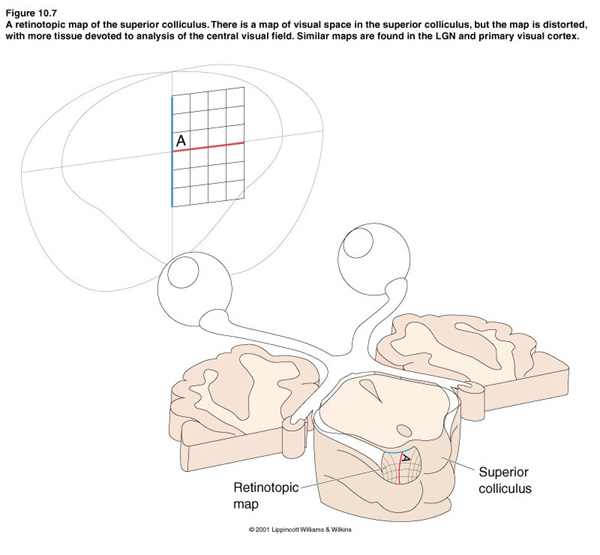 Figure 10.7
A retinotopic map of the superior colliculus. There is a map of visual space in the superior colliculus, but the map is distorted,
with more tissue devoted to analysis of the central visual field. Similar maps are found in the LGN and primary visual cortex.
A
A
Retinotopic
map
Superior
colliculus
© 2001 Lippincott Williams & Wilkins